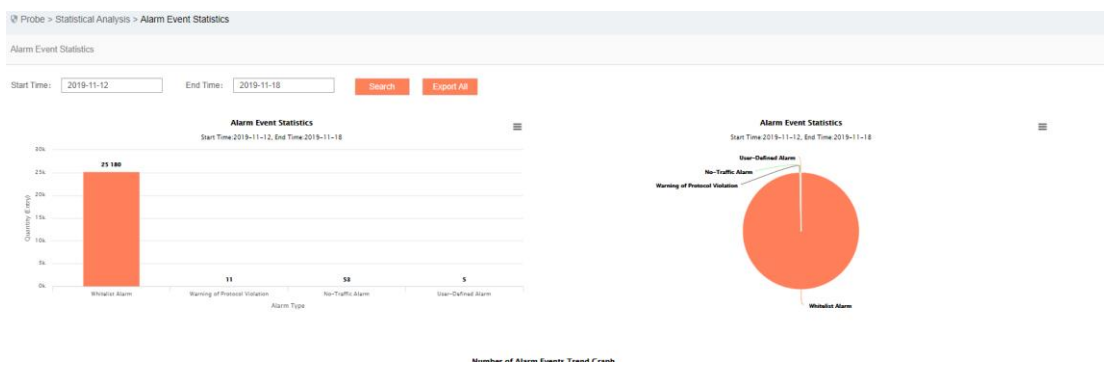 Probe > Statistical Analysis > Alarm Event Statistics
Alarm Event Statistics
Start Time: 2019-11-12 End Time: 2019-11-18 Search Export All
Alarm Event Statistics
Start Time:2019-11-12, End Time:2019-11-18
30k
25k
20k
15k
10k
5k
0k
Quantity (Entry)
25 180
11
53
5
Whitelist Alarm
Warning of Protocol Violation
No-Traffic Alarm
User-Defined Alarm
Alarm Type
Alarm Event Statistics
Start Time:2019-11-12, End Time:2019-11-18
User-Defined Alarm
No-Traffic Alarm
Warning of Protocol Violation
Whitelist Alarm
Number of Alarm Events Trend Graph